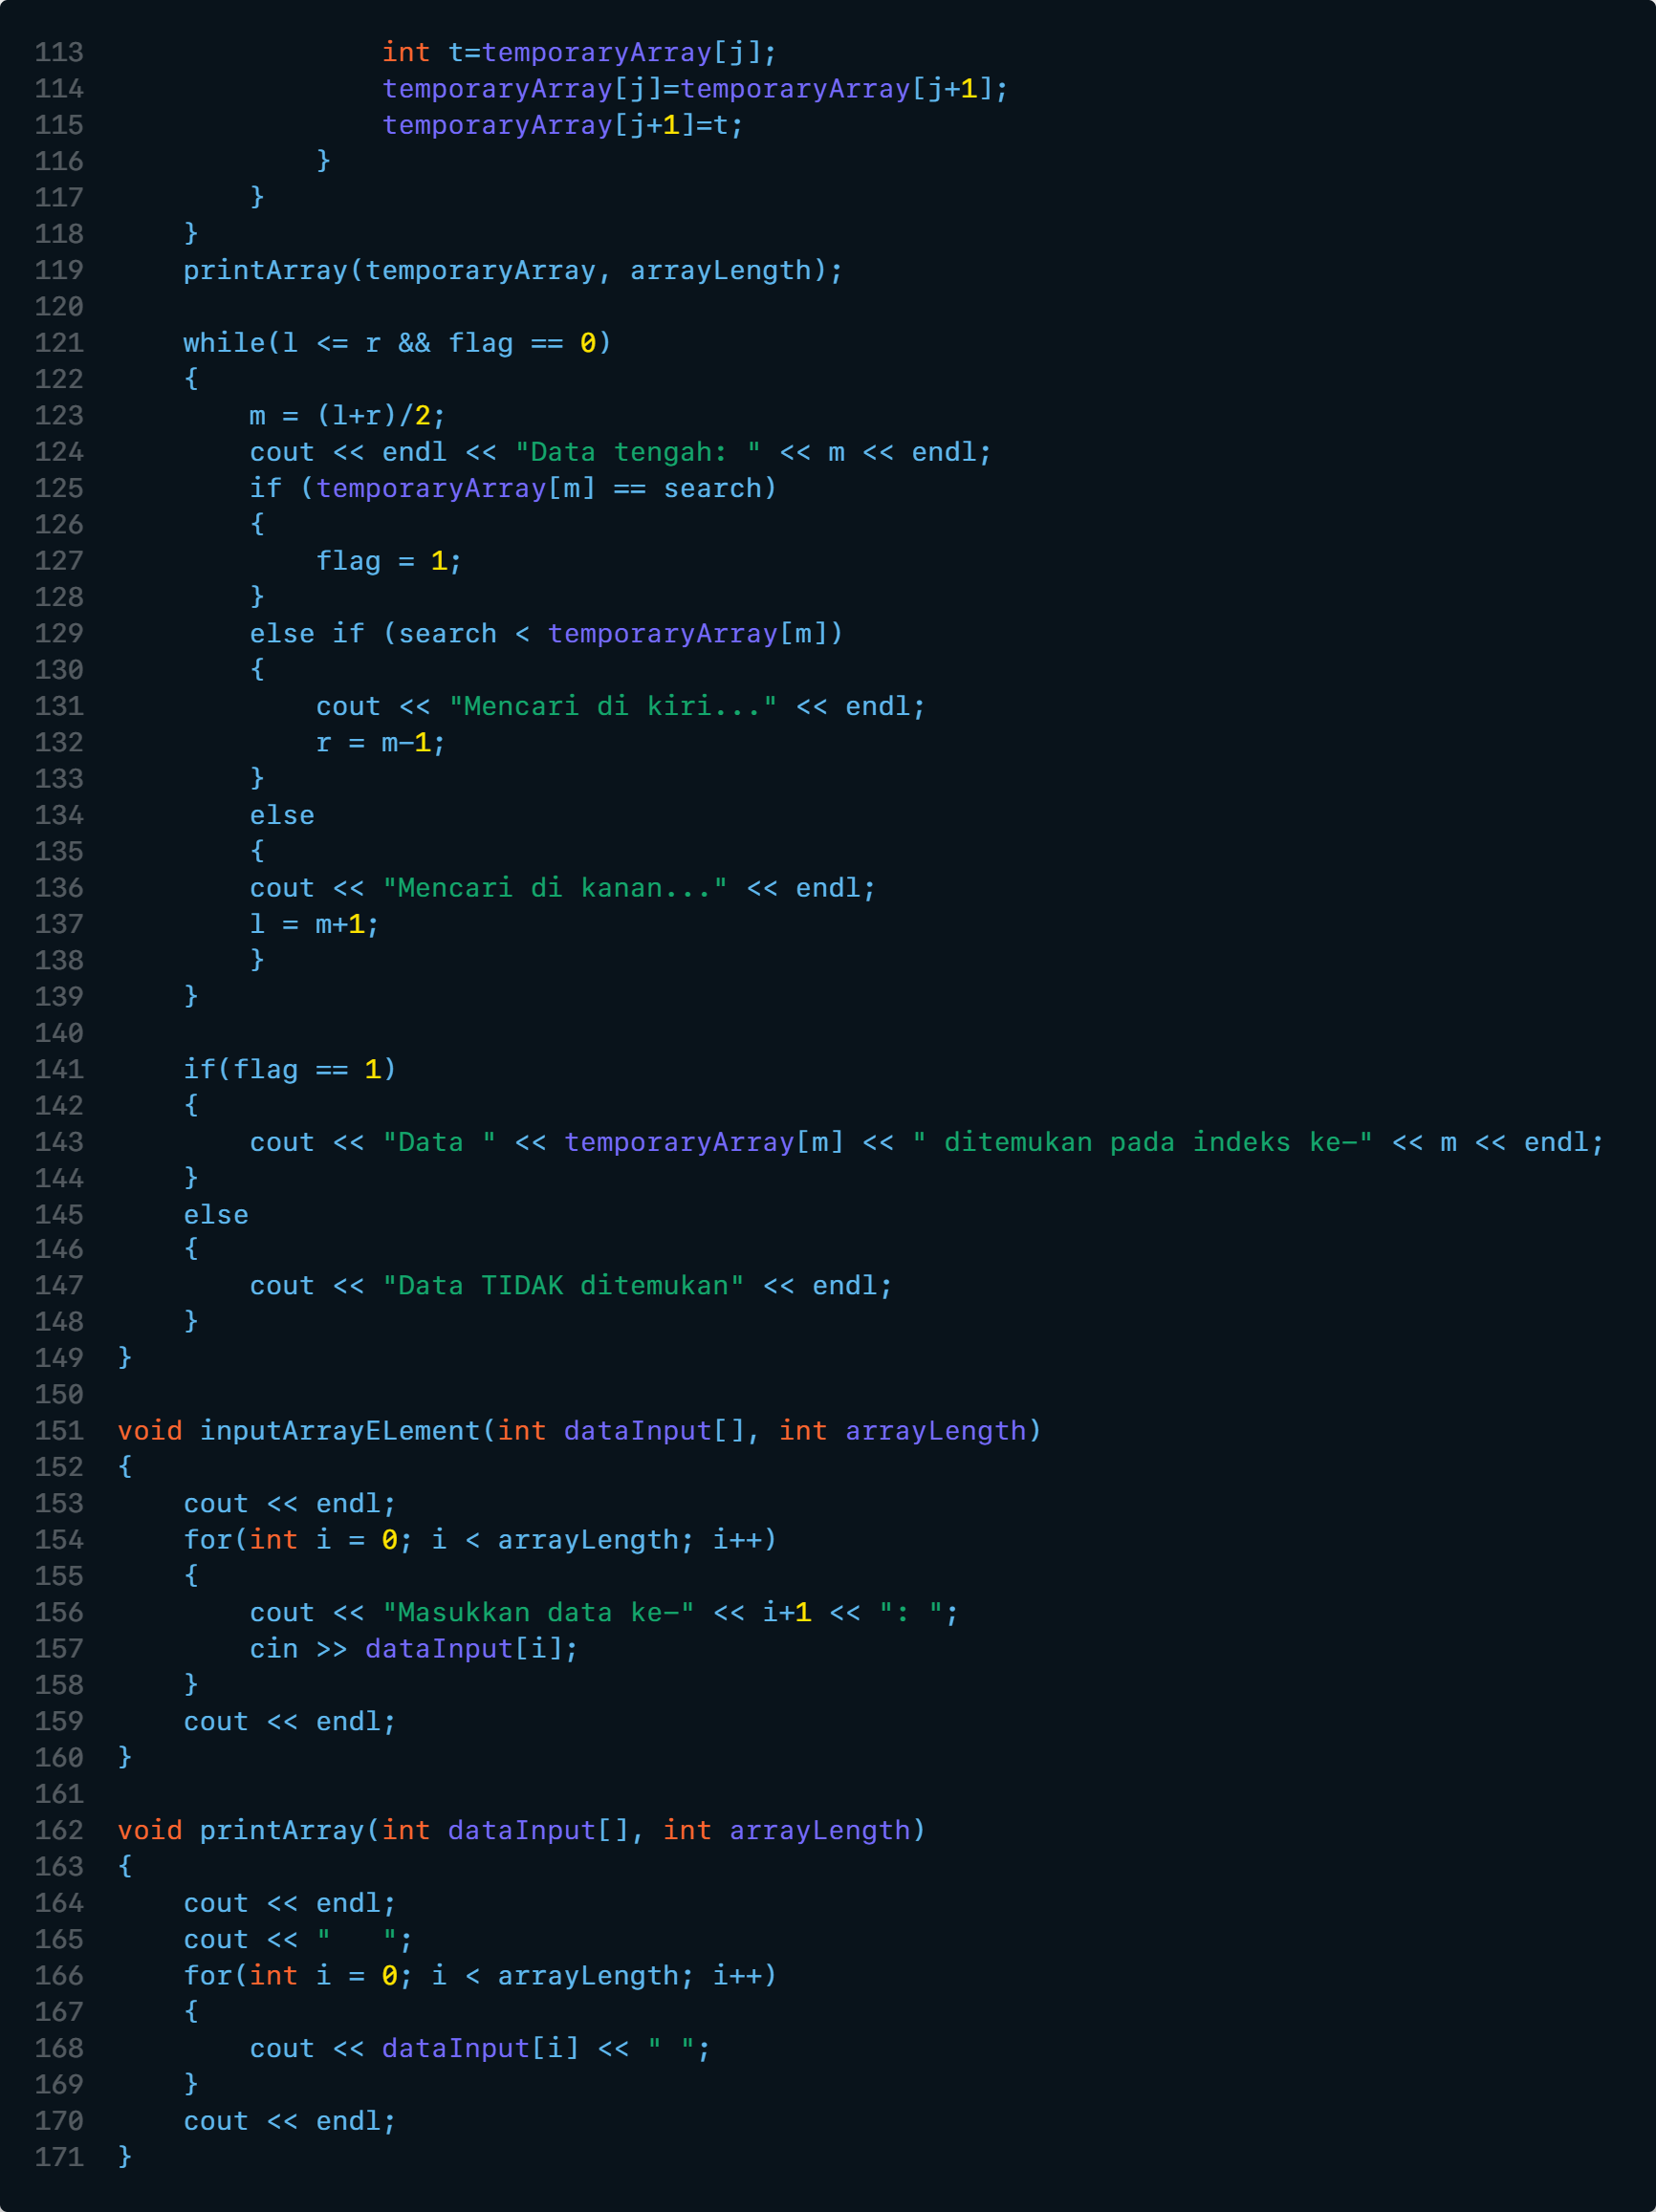 113                  int t=temporaryArray[j];
114                  temporaryArray[j]=temporaryArray[j+1];
115                  temporaryArray[j+1]=t;
116              }
117          }
118      }
119      printArray(temporaryArray, arrayLength);
120
121      while(l <= r && flag == 0)
122      {
123          m = (l+r)/2;
124          cout << endl << "Data tengah: " << m << endl;
125          if (temporaryArray[m] == search)
126          {
127              flag = 1;
128          }
129          else if (search < temporaryArray[m])
130          {
131              cout << "Mencari di kiri..." << endl;
132              r = m-1;
133          }
134          else
135          {
136          cout << "Mencari di kanan..." << endl;
137          l = m+1;
138          }
139      }
140
141      if(flag == 1)
142      {
143          cout << "Data " << temporaryArray[m] << " ditemukan pada indeks ke-" << m << endl;
144      }
145      else
146      {
147          cout << "Data TIDAK ditemukan" << endl;
148      }
149  }
150
151  void inputArrayELement(int dataInput[], int arrayLength)
152  {
153      cout << endl;
154      for(int i = 0; i < arrayLength; i++)
155      {
156          cout << "Masukkan data ke-" << i+1 << ": ";
157          cin >> dataInput[i];
158      }
159      cout << endl;
160  }
161
162  void printArray(int dataInput[], int arrayLength)
163  {
164      cout << endl;
165      cout << "   ";
166      for(int i = 0; i < arrayLength; i++)
167      {
168          cout << dataInput[i] << " ";
169      }
170      cout << endl;
171  }